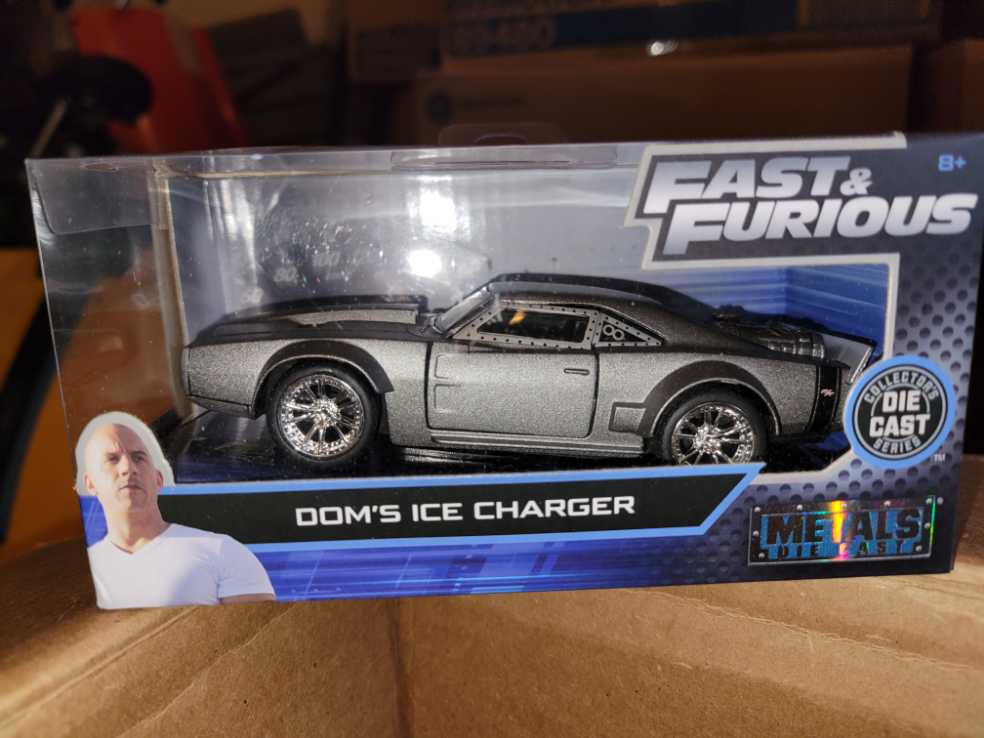 FAST &
FURIOUS
8+
COLLECTOR'S
DIE
CAST
SERIES
TM
DOM'S ICE CHARGER
METALS
DIE CAST